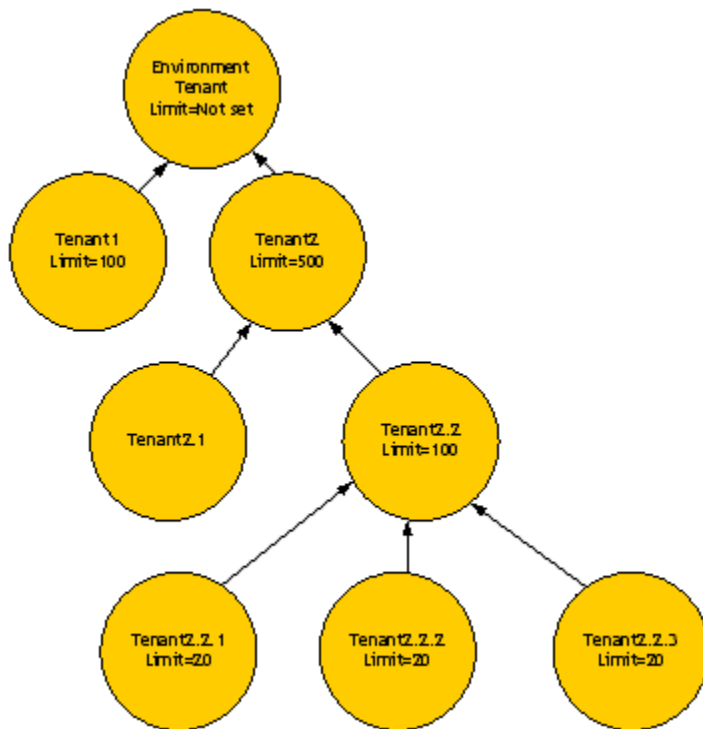 Environment
Tenant
Limit=Not set
Tenant1
Limit=100
Tenant2
Limit=500
Tenant2.1
Tenant2.2
Limit=100
Tenant2.2.1
Limit=20
Tenant2.2.2
Limit=20
Tenant2.2.3
Limit=20